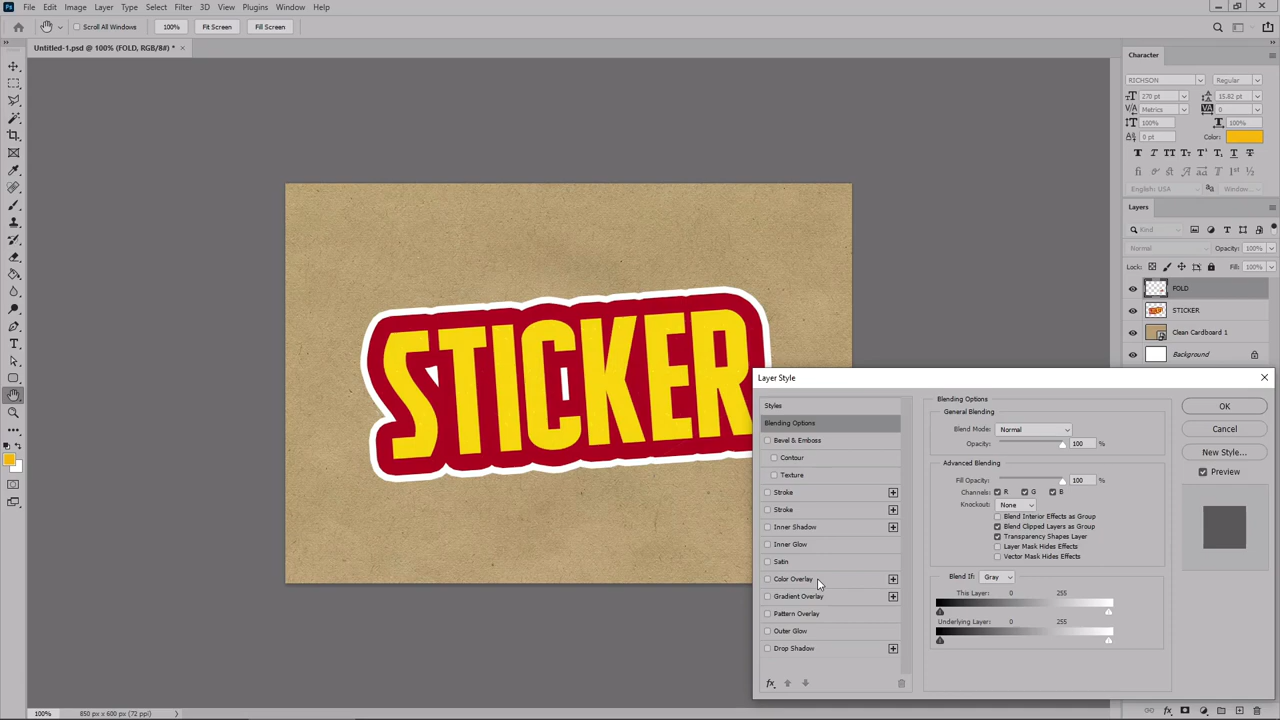 Ps File Edit Image Layer Type Select Filter 3D View Plugins Window Help
Scroll All Windows 100% Fit Screen Fill Screen
Untitled-1.psd @ 100% (FOLD, RGB/8#) * ×
Character
RICHSON Regular
270 pt 15.82 pt
Metrics 0
100% 100%
0 pt Color:
English: USA Window...
Layers
Kind
Normal Opacity: 100%
Lock: Fill: 100%
FOLD
STICKER
Clean Cardboard 1
Background
STICKER
Layer Style
Styles
Blending Options
Bevel & Emboss
Contour
Texture
Stroke
Stroke
Inner Shadow
Inner Glow
Satin
Color Overlay
Gradient Overlay
Pattern Overlay
Outer Glow
Drop Shadow
fx
Blending Options
General Blending
Blend Mode: Normal
Opacity: 100 %
Advanced Blending
Fill Opacity: 100 %
Channels: R G B
Knockout: None
Blend Interior Effects as Group
Blend Clipped Layers as Group
Transparency Shapes Layer
Layer Mask Hides Effects
Vector Mask Hides Effects
Blend If: Gray
This Layer: 0 255
Underlying Layer: 0 255
OK
Cancel
New Style...
Preview
100% 850 px x 600 px (72 ppi)